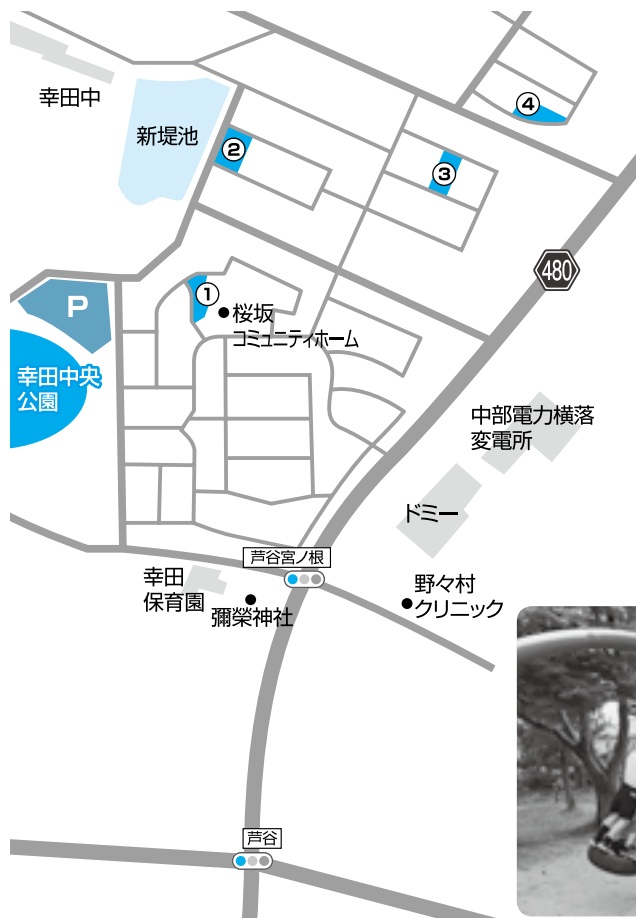 幸田中
新堤池
④
②
③
480
①
P
桜坂
コミュニティホーム
幸田中央
公園
中部電力横落
変電所
ドミー
芦谷宮ノ根
幸田
保育園
彌榮神社
野々村
クリニック
芦谷